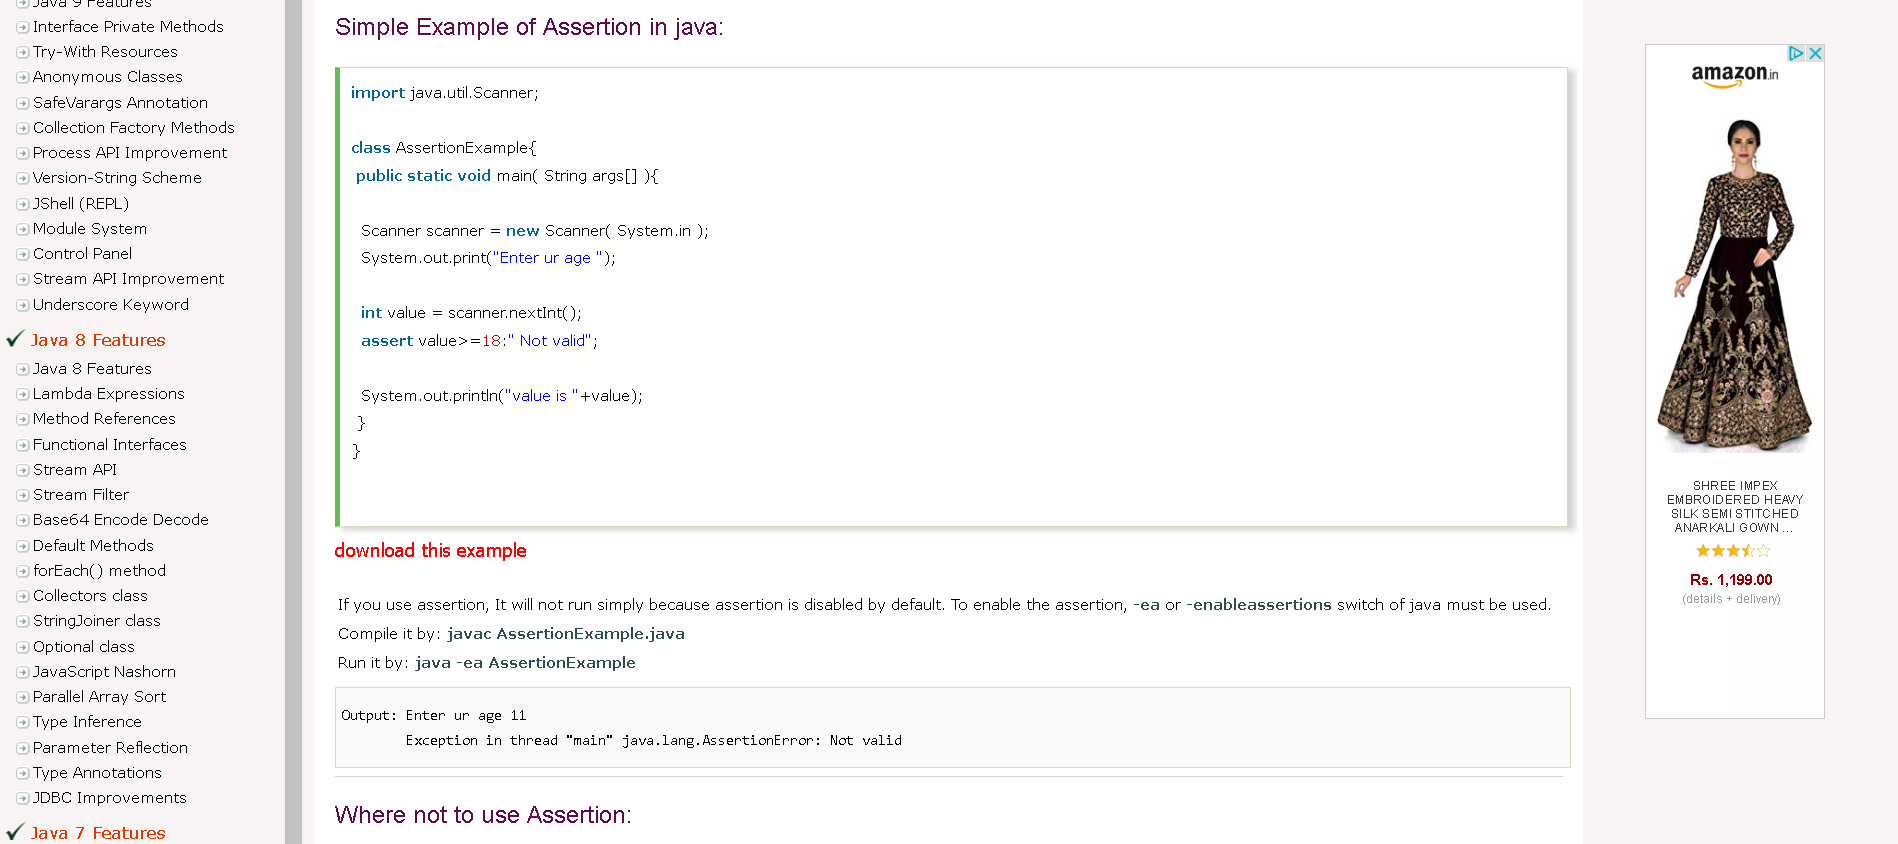 Java 9 Features
Interface Private Methods
Try-With Resources
Anonymous Classes
SafeVarargs Annotation
Collection Factory Methods
Process API Improvement
Version-String Scheme
JShell (REPL)
Module System
Control Panel
Stream API Improvement
Underscore Keyword
Java 8 Features
Java 8 Features
Lambda Expressions
Method References
Functional Interfaces
Stream API
Stream Filter
Base64 Encode Decode
Default Methods
forEach() method
Collectors class
StringJoiner class
Optional class
JavaScript Nashorn
Parallel Array Sort
Type Inference
Parameter Reflection
Type Annotations
JDBC Improvements
Java 7 Features
Simple Example of Assertion in java:
import java.util.Scanner;
class AssertionExample{
public static void main( String args[] ){
Scanner scanner = new Scanner( System.in );
System.out.print("Enter ur age ");
int value = scanner.nextInt();
assert value>=18:" Not valid";
System.out.println("value is "+value);
}
}
download this example
If you use assertion, It will not run simply because assertion is disabled by default. To enable the assertion, -ea or -enableassertions switch of java must be used.
Compile it by: javac AssertionExample.java
Run it by: java -ea AssertionExample
Output: Enter ur age 11
Exception in thread "main" java.lang.AssertionError: Not valid
Where not to use Assertion:
amazon.in
SHREE IMPEX
EMBROIDERED HEAVY
SILK SEMI STITCHED
ANARKALI GOWN ...
Rs. 1,199.00
(details + delivery)